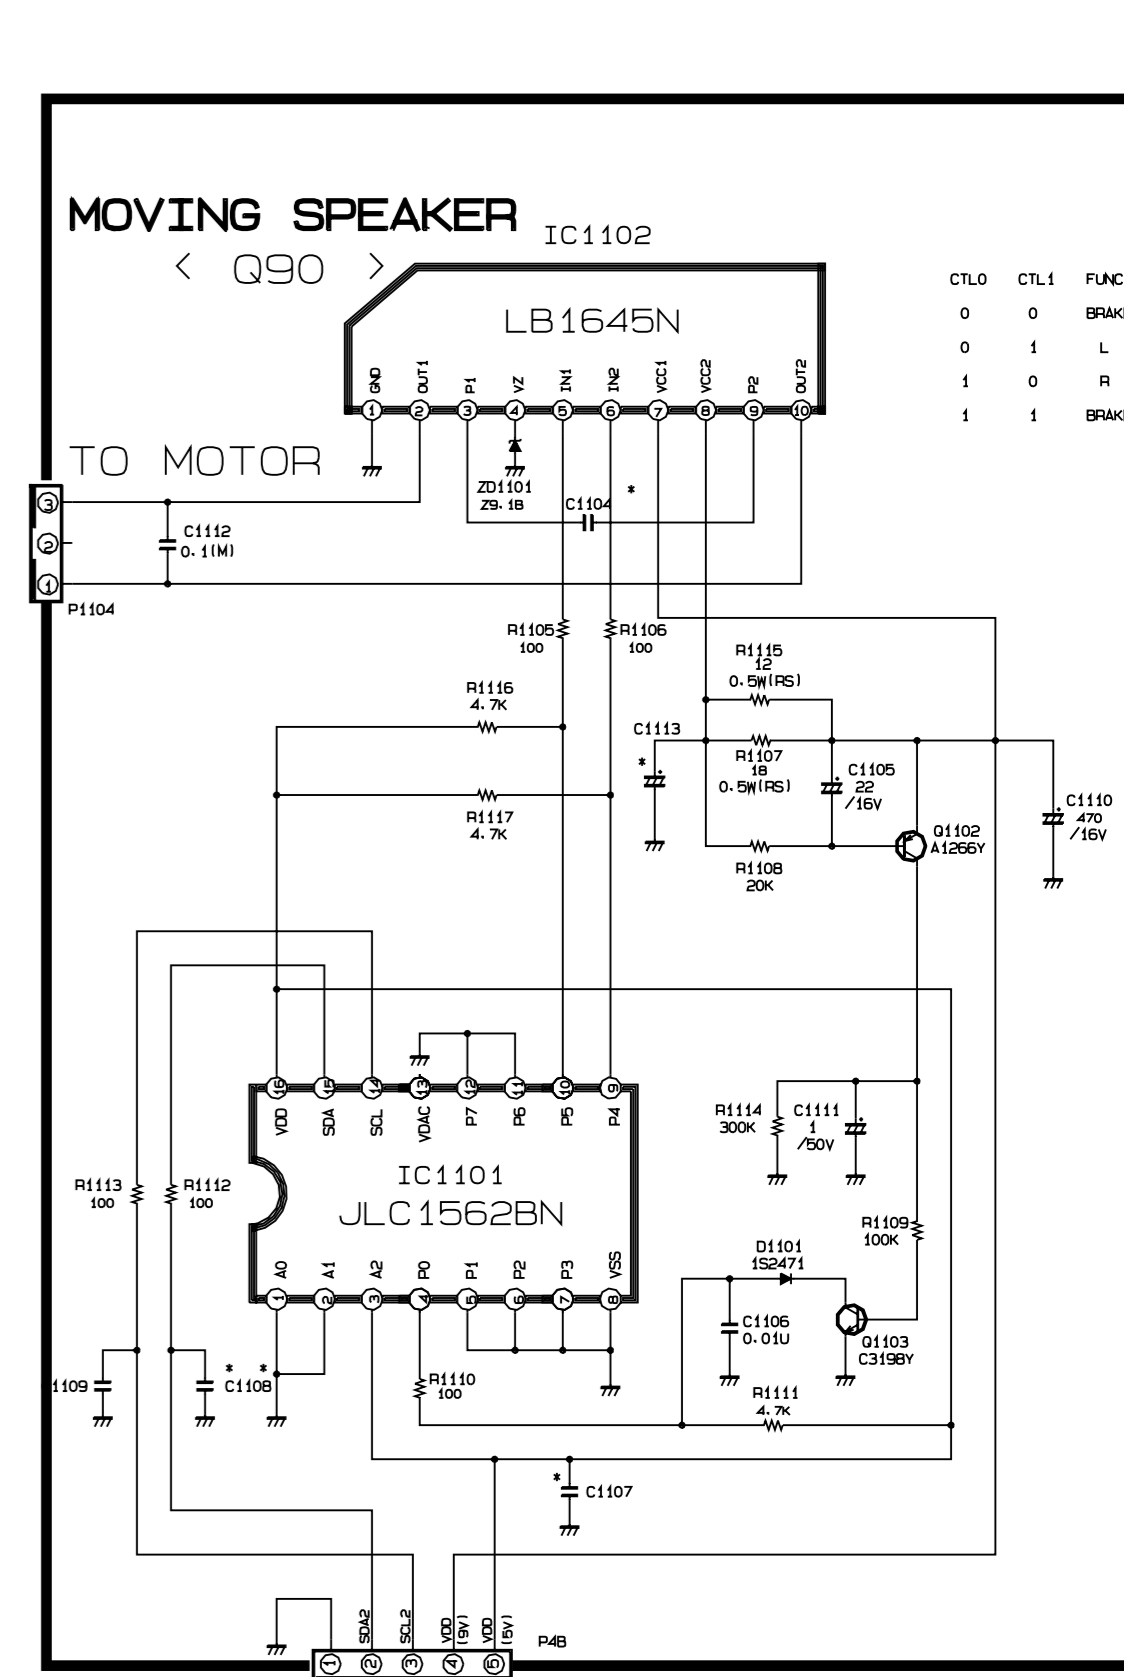 MOVING SPEAKER
< Q90 >
IC1102
LB1645N
GND OUT1 P1 VZ IN1 IN2 VCC1 VCC2 P2 OUT2
1 2 3 4 5 6 7 8 9 10
CTL0 CTL1 FUNC
0 0 BRAK
0 1 L
1 0 R
1 1 BRAK
TO MOTOR
3
2
1
P1104
C1112
0.1(M)
ZD1101
Z9.1B
C1104
*
R1105
100
R1106
100
R1115
12
0.5W(RS)
R1116
4.7K
R1117
4.7K
C1113
*
R1107
18
0.5W(RS)
C1105
22
/16V
R1108
20K
Q1102
A1266Y
C1110
470
/16V
16 15 14 13 12 11 10 9
VDD SDA SCL VDAC P7 P6 P5 P4
IC1101
JLC1562BN
A0 A1 A2 P0 P1 P2 P3 VSS
1 2 3 4 5 6 7 8
R1113
100
R1112
100
R1114
300K
C1111
1
/50V
R1109
100K
D1101
1S2471
C1106
0.01U
Q1103
C3198Y
1109
* *
C1108
R1110
100
R1111
4.7K
*
C1107
SDA2 SCL2 VDD (9V) VDD (5V)
P4B
1 2 3 4 5